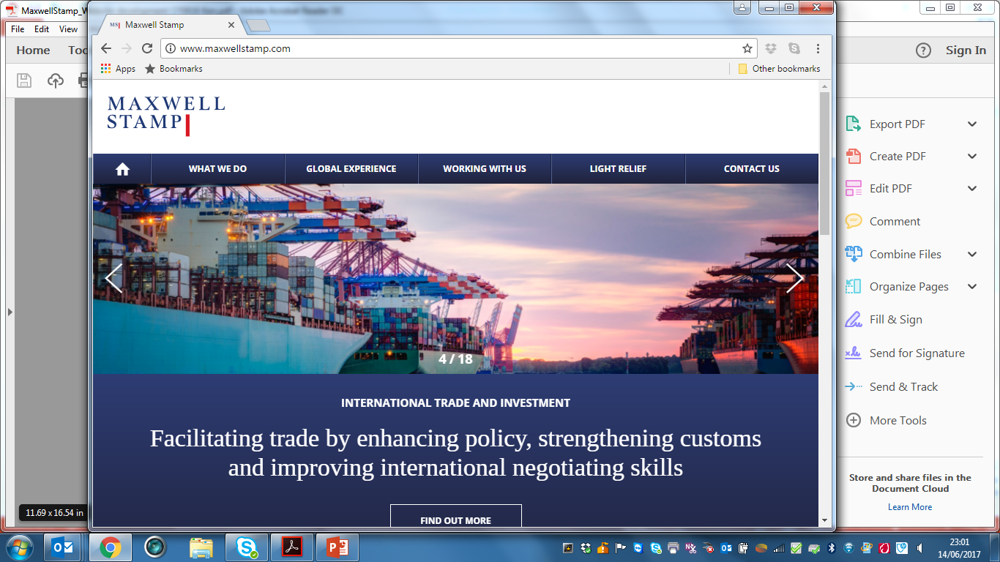 MaxwellStamp_W
Maxwell Stamp
File Edit View
www.maxwellstamp.com
Home Too
Sign In
Apps Bookmarks Other bookmarks
MAXWELL
STAMP
WHAT WE DO GLOBAL EXPERIENCE WORKING WITH US LIGHT RELIEF CONTACT US
4 / 18
INTERNATIONAL TRADE AND INVESTMENT
Facilitating trade by enhancing policy, strengthening customs
and improving international negotiating skills
FIND OUT MORE
Export PDF
Create PDF
Edit PDF
Comment
Combine Files
Organize Pages
Fill & Sign
Send for Signature
Send & Track
More Tools
Store and share files in the
Document Cloud
Learn More
11.69 x 16.54 in
23:01
14/06/2017